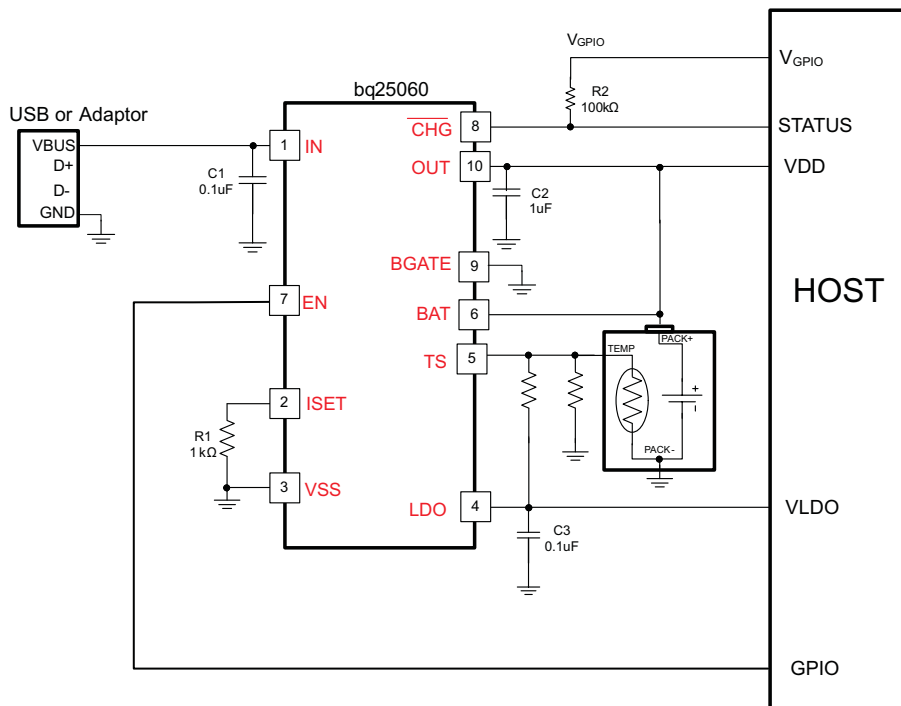 bq25060
USB or Adaptor
VBUS
D+
D-
GND
C1
0.1uF
1
IN
7
EN
2
ISET
R1
1kΩ
3
VSS
CHG
8
OUT
10
BGATE
9
BAT
6
TS
5
LDO
4
VGPIO
R2
100kΩ
C2
1uF
C3
0.1uF
TEMP
PACK+
+
−
PACK-
HOST
VGPIO
STATUS
VDD
VLDO
GPIO